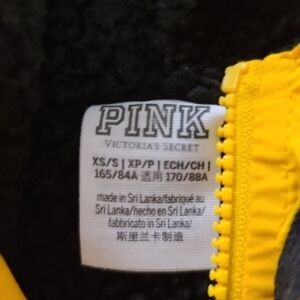 PINK
VICTORIA'S SECRET
XS/S | XP/P | ECH/CH |
165/84A 适用 170/88A
made in Sri Lanka/fabriqué au
Sri Lanka/hecho en Sri Lanka/
fabbricato in Sri Lanka/
斯里兰卡制造